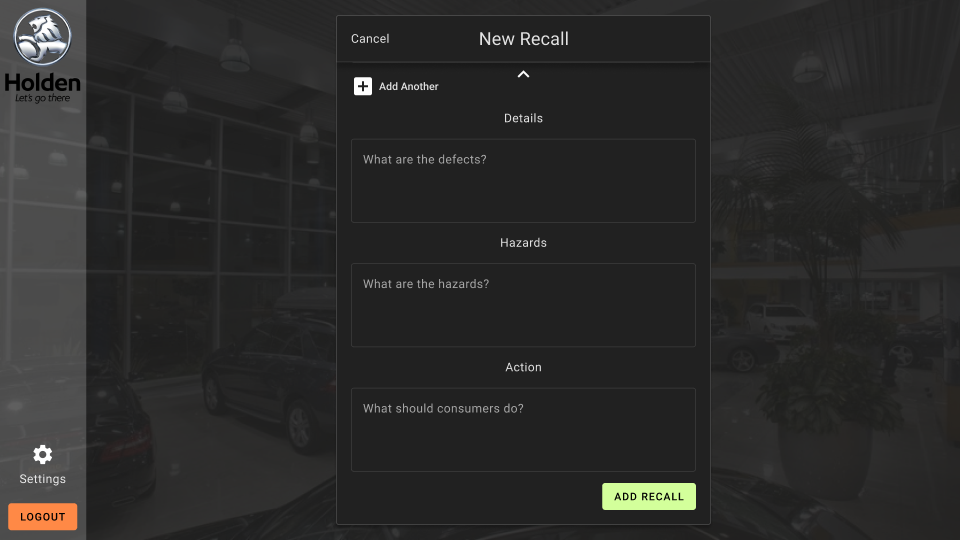 Holden
Let's go there
Settings
LOGOUT
Cancel
New Recall
Add Another
Details
What are the defects?
Hazards
What are the hazards?
Action
What should consumers do?
ADD RECALL